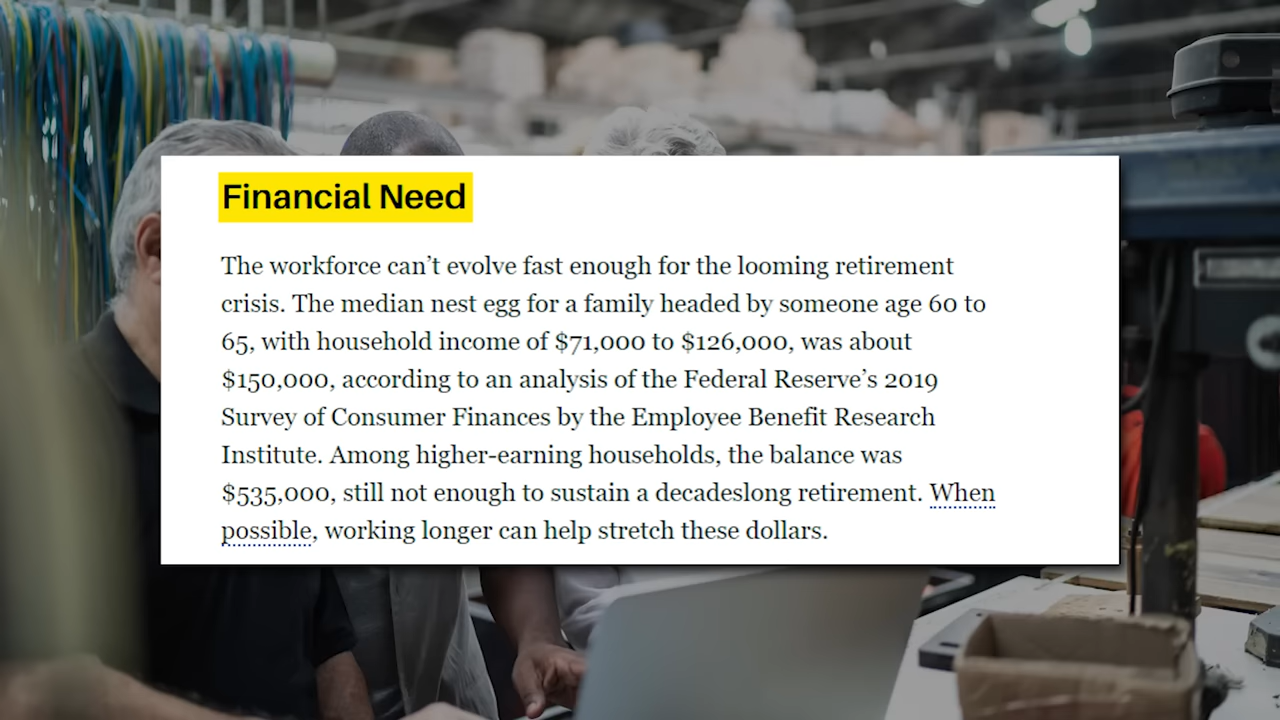 Financial Need
The workforce can’t evolve fast enough for the looming retirement
crisis. The median nest egg for a family headed by someone age 60 to
65, with household income of $71,000 to $126,000, was about
$150,000, according to an analysis of the Federal Reserve’s 2019
Survey of Consumer Finances by the Employee Benefit Research
Institute. Among higher-earning households, the balance was
$535,000, still not enough to sustain a decadeslong retirement. When
possible, working longer can help stretch these dollars.